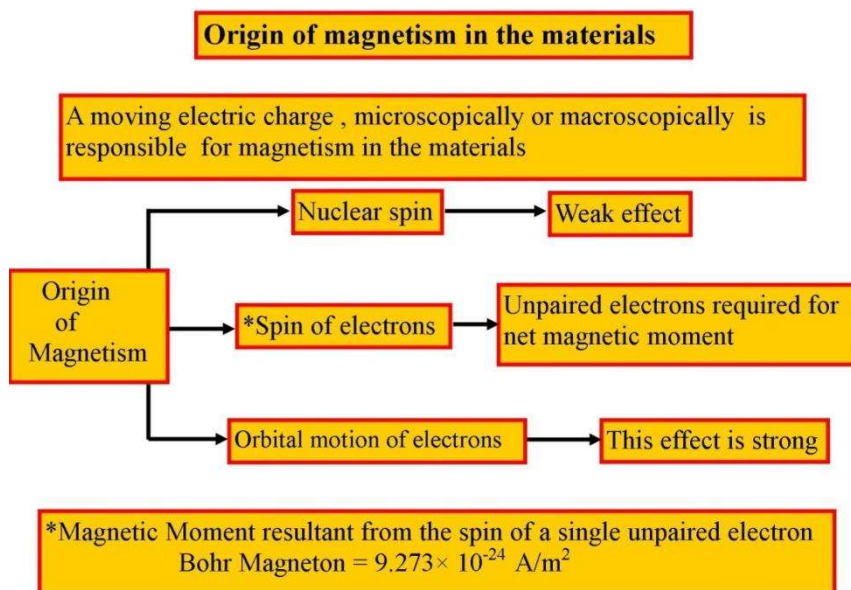 Origin of magnetism in the materials
A moving electric charge , microscopically or macroscopically is
responsible for magnetism in the materials
Nuclear spin
Weak effect
Origin
of
Magnetism
*Spin of electrons
Unpaired electrons required for
net magnetic moment
Orbital motion of electrons
This effect is strong
*Magnetic Moment resultant from the spin of a single unpaired electron
Bohr Magneton = 9.273× 10⁻²⁴ A/m²